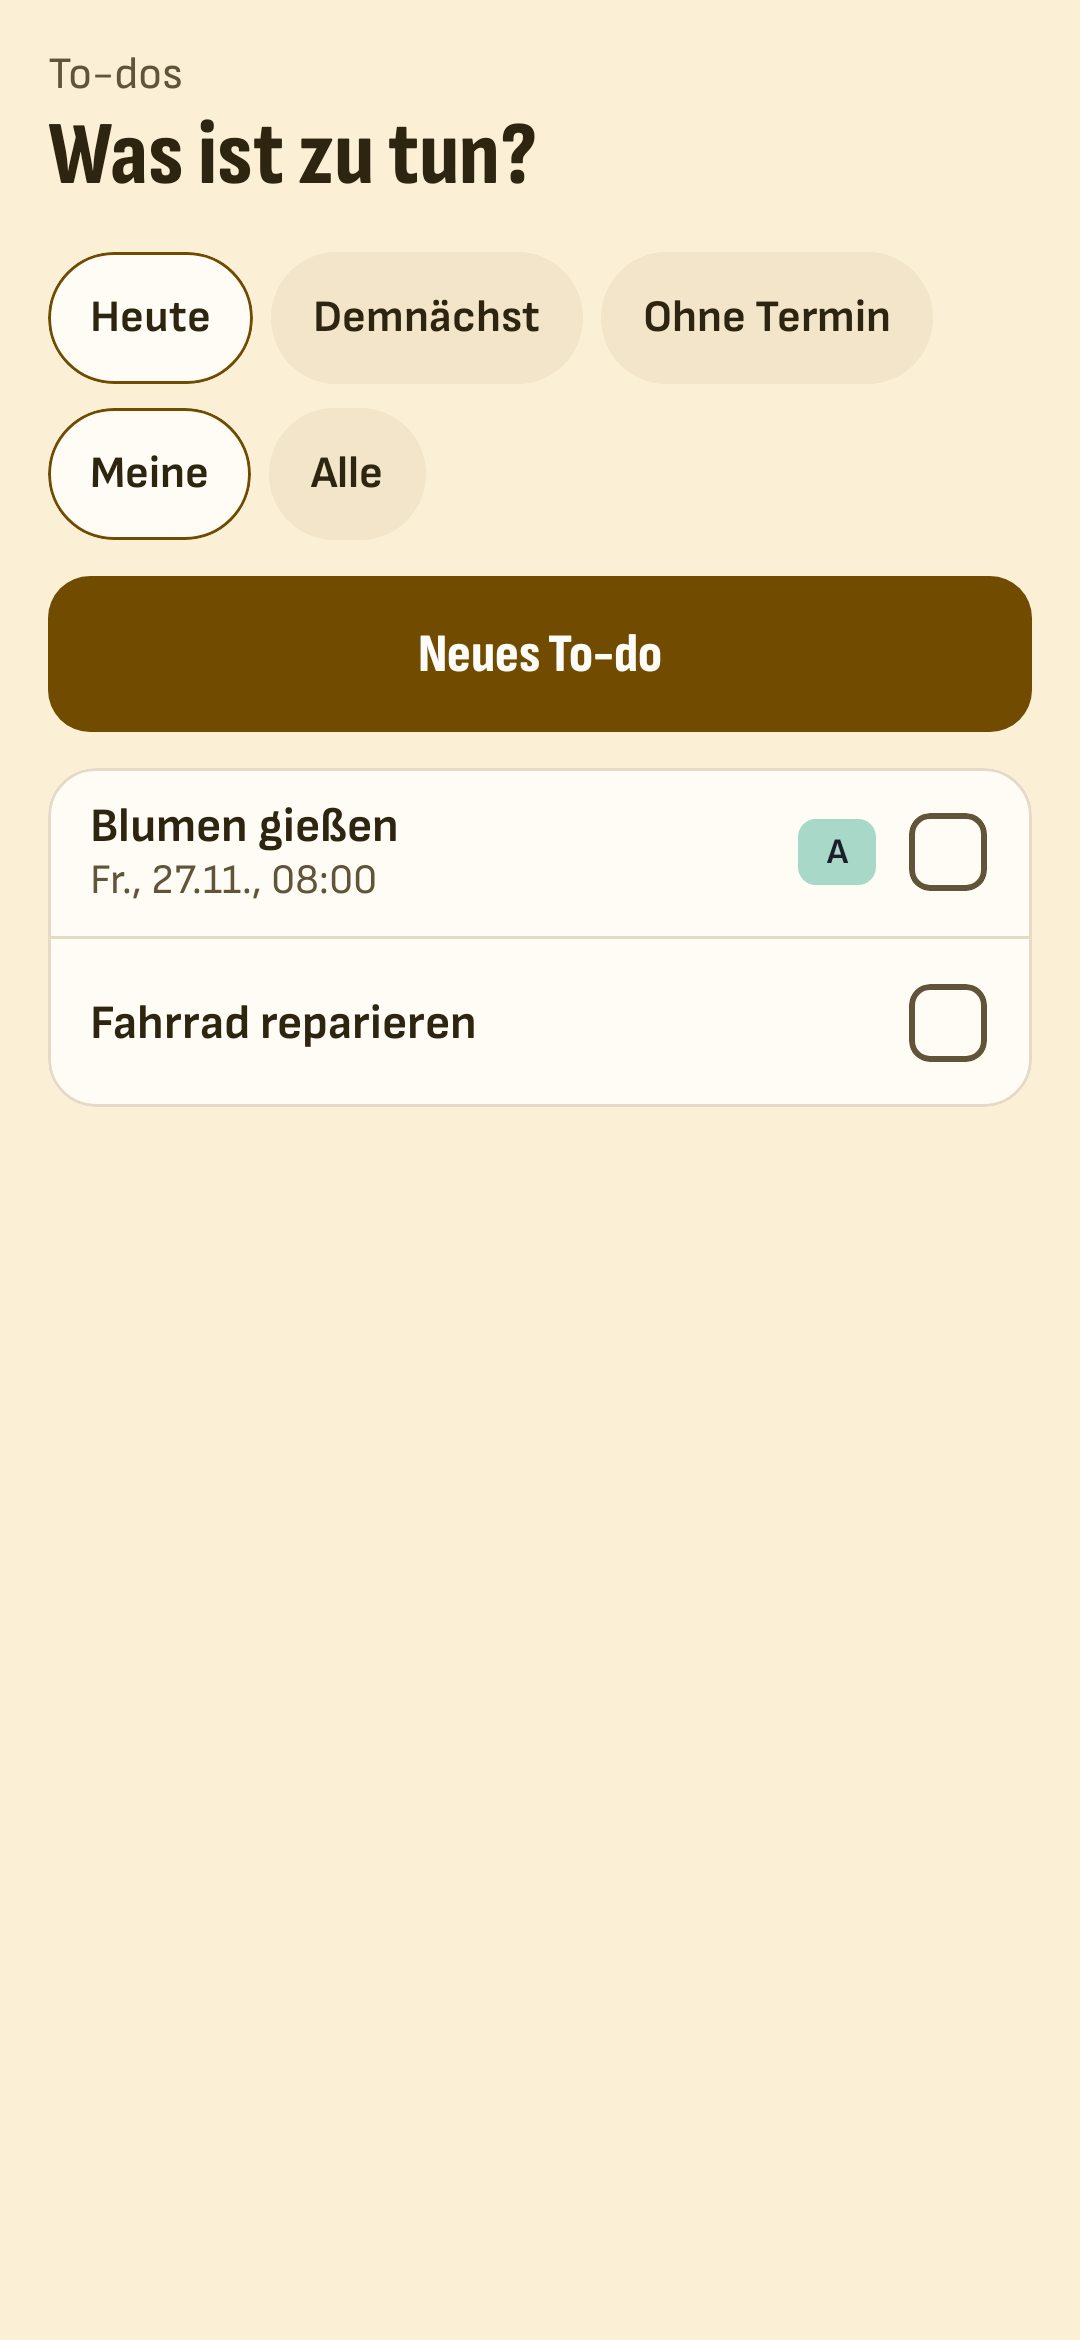 To-dos
Was ist zu tun?
Heute Demnächst Ohne Termin
Meine Alle
Neues To-do
Blumen gießen
Fr., 27.11., 08:00
A
Fahrrad reparieren